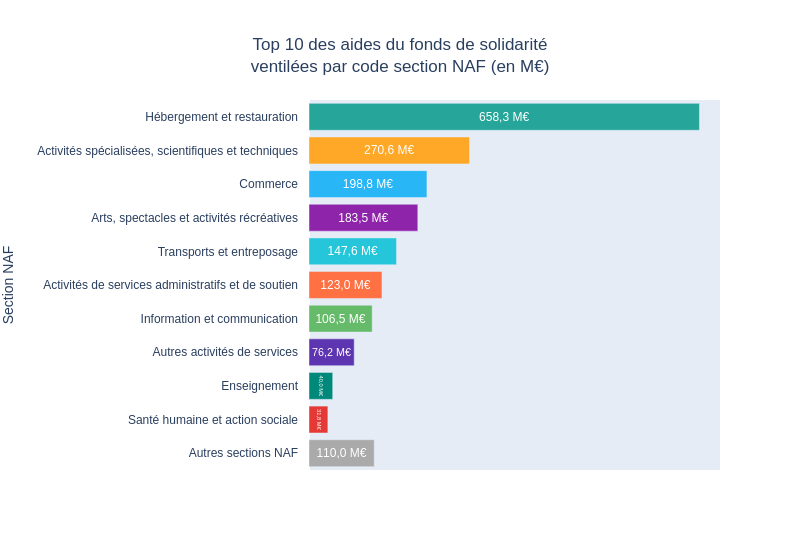 Top 10 des aides du fonds de solidarité
ventilées par code section NAF (en M€)
Section NAF
Hébergement et restauration 658,3 M€
Activités spécialisées, scientifiques et techniques 270,6 M€
Commerce 198,8 M€
Arts, spectacles et activités récréatives 183,5 M€
Transports et entreposage 147,6 M€
Activités de services administratifs et de soutien 123,0 M€
Information et communication 106,5 M€
Autres activités de services 76,2 M€
Enseignement
Santé humaine et action sociale
Autres sections NAF 110,0 M€